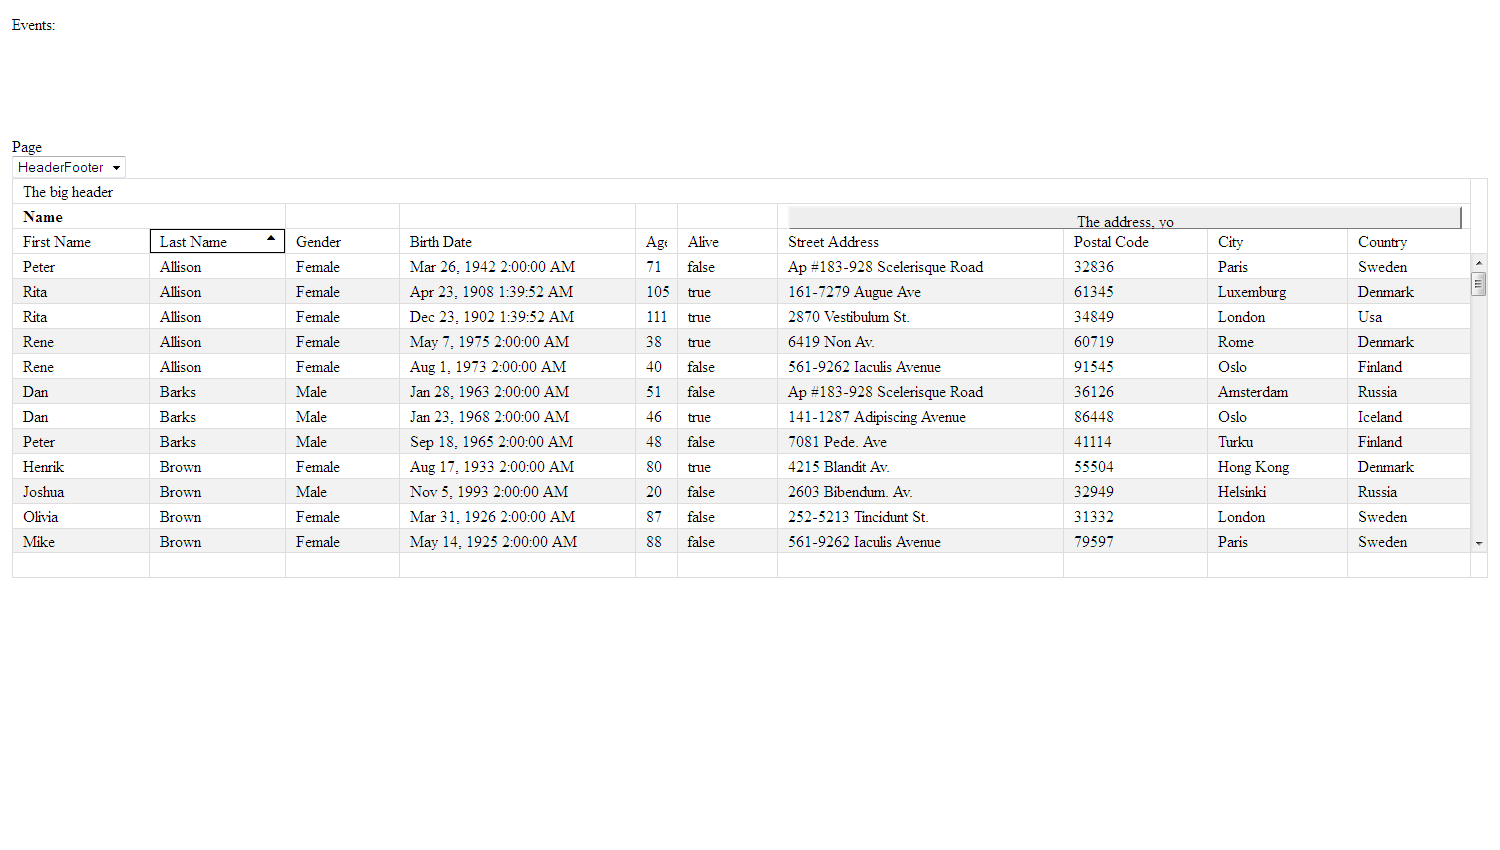 Events:
Page
HeaderFooter
The big header
Name The address, yo
First Name Last Name Gender Birth Date Age Alive Street Address Postal Code City Country
Peter Allison Female Mar 26, 1942 2:00:00 AM 71 false Ap #183-928 Scelerisque Road 32836 Paris Sweden
Rita Allison Female Apr 23, 1908 1:39:52 AM 105 true 161-7279 Augue Ave 61345 Luxemburg Denmark
Rita Allison Female Dec 23, 1902 1:39:52 AM 111 true 2870 Vestibulum St. 34849 London Usa
Rene Allison Female May 7, 1975 2:00:00 AM 38 true 6419 Non Av. 60719 Rome Denmark
Rene Allison Female Aug 1, 1973 2:00:00 AM 40 false 561-9262 Iaculis Avenue 91545 Oslo Finland
Dan Barks Male Jan 28, 1963 2:00:00 AM 51 false Ap #183-928 Scelerisque Road 36126 Amsterdam Russia
Dan Barks Male Jan 23, 1968 2:00:00 AM 46 true 141-1287 Adipiscing Avenue 86448 Oslo Iceland
Peter Barks Male Sep 18, 1965 2:00:00 AM 48 false 7081 Pede. Ave 41114 Turku Finland
Henrik Brown Female Aug 17, 1933 2:00:00 AM 80 true 4215 Blandit Av. 55504 Hong Kong Denmark
Joshua Brown Male Nov 5, 1993 2:00:00 AM 20 false 2603 Bibendum. Av. 32949 Helsinki Russia
Olivia Brown Female Mar 31, 1926 2:00:00 AM 87 false 252-5213 Tincidunt St. 31332 London Sweden
Mike Brown Female May 14, 1925 2:00:00 AM 88 false 561-9262 Iaculis Avenue 79597 Paris Sweden